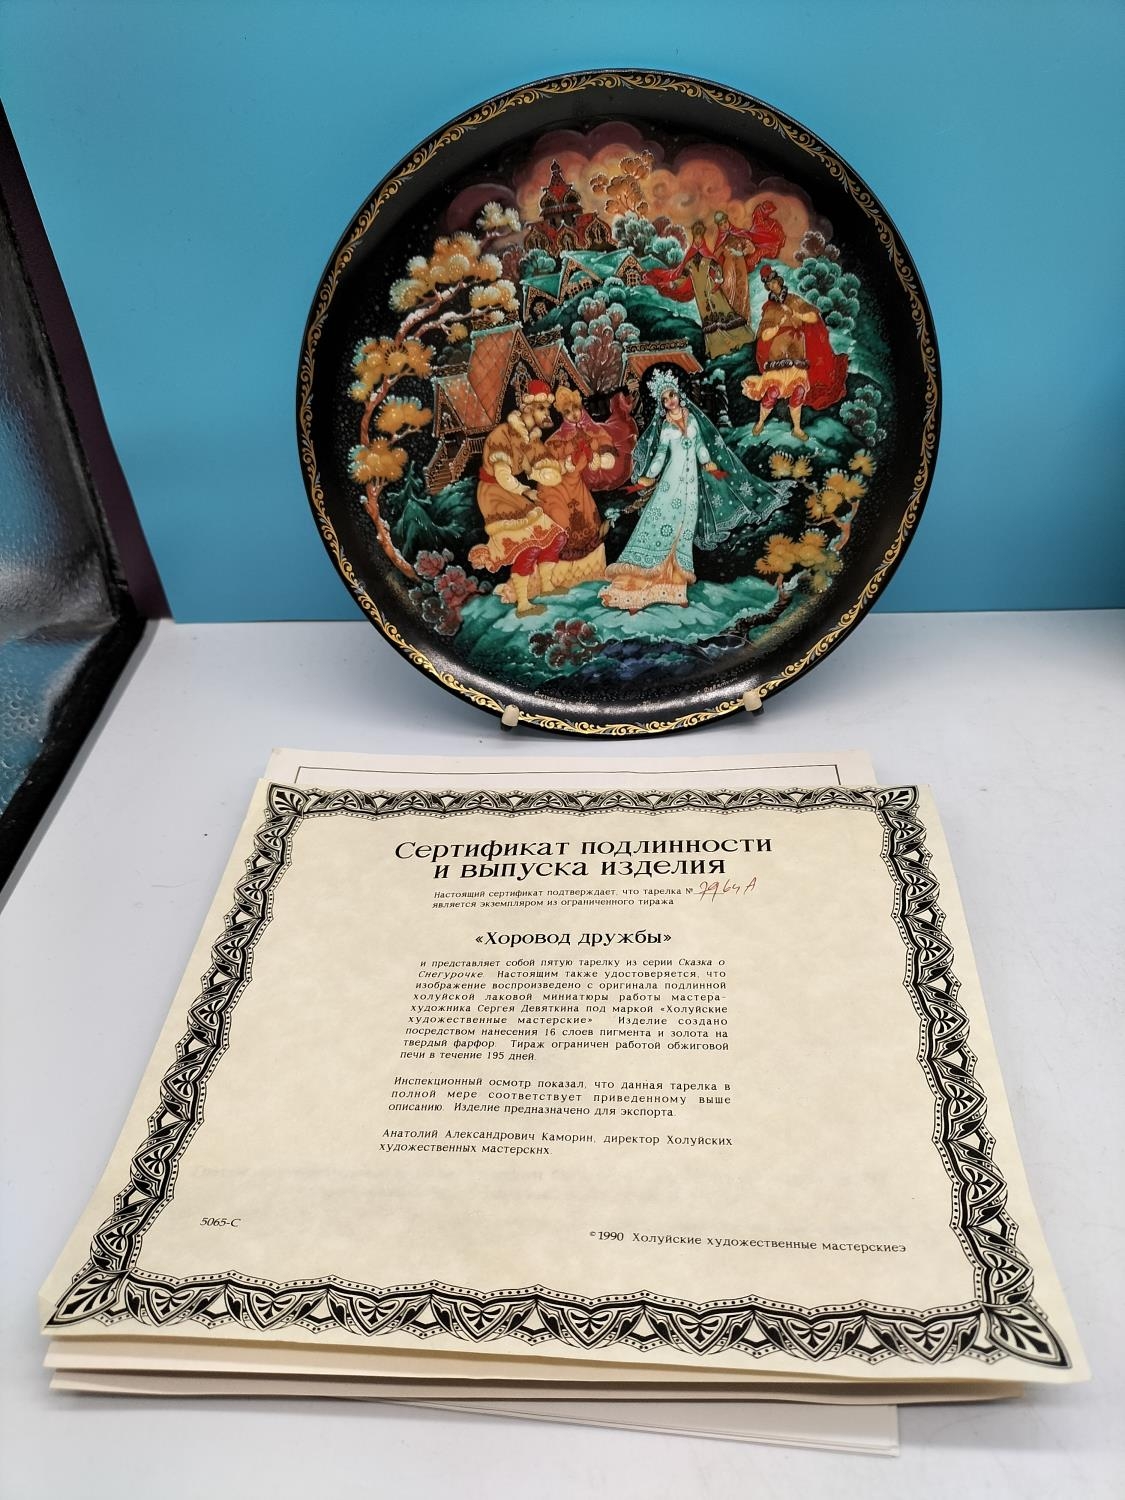 Сертификат подлинности
и выпуска изделия
Настоящий сертификат подтверждает, что тарелка № 7964 A
является экземпляром из ограниченного тиража
«Хоровод дружбы»
и представляет собой пятую тарелку из серии Сказка о
Снегурочке. Настоящим также удостоверяется, что
изображение воспроизведено с оригинала подлинной
холуйской лаковой миниатюры работы мастера-
художника Сергея Девяткина под маркой «Холуйские
художественные мастерские» Изделие создано
посредством нанесения 16 слоев пигмента и золота на
твердый фарфор. Тираж ограничен работой обжиговой
печи в течение 195 дней.
Инспекционный осмотр показал, что данная тарелка в
полной мере соответствует приведенному выше
описанию. Изделие предназначено для экспорта.
Анатолий Александрович Каморин, директор Холуйских
художественных мастерскнх.
5065-С
©1990 Холуйские художественные мастерскиеэ